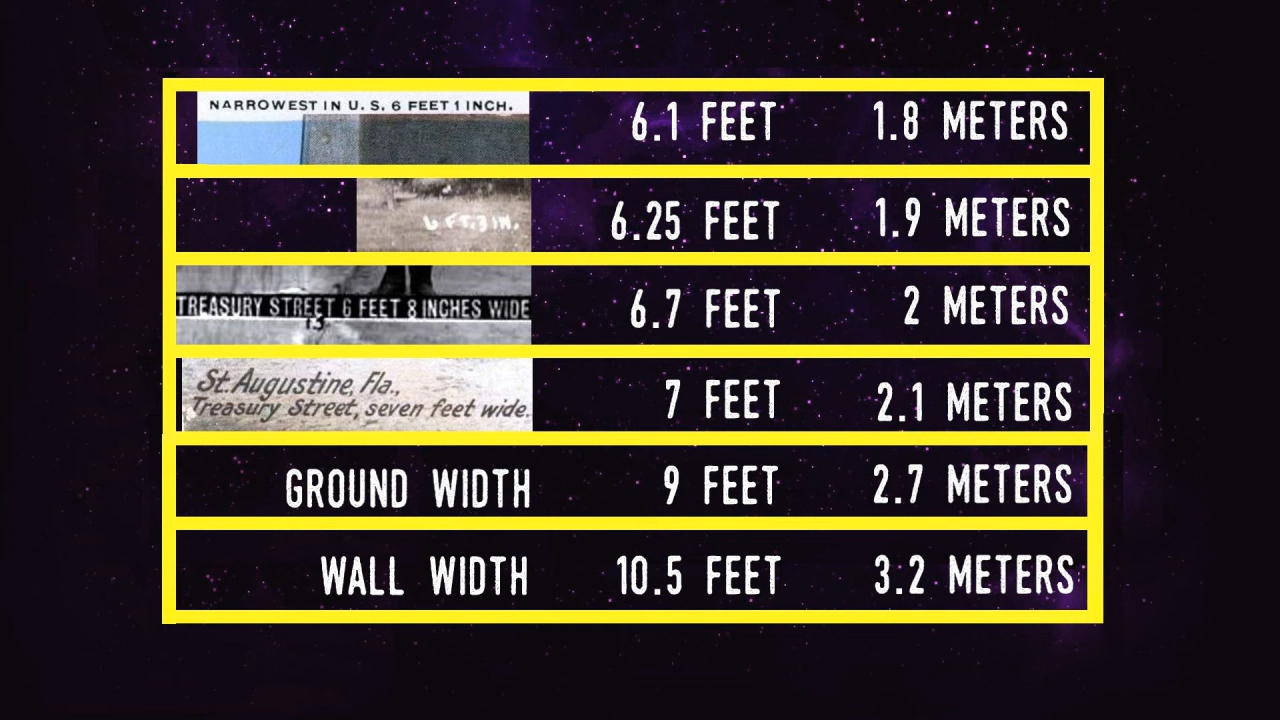 NARROWEST IN U. S. 6 FEET 1 INCH. 6.1 FEET 1.8 METERS
6 FT. 3 IN. 6.25 FEET 1.9 METERS
TREASURY STREET 6 FEET 8 INCHES WIDE 6.7 FEET 2 METERS
13
St. Augustine, Fla.,
Treasury Street, seven feet wide. 7 FEET 2.1 METERS
GROUND WIDTH 9 FEET 2.7 METERS
WALL WIDTH 10.5 FEET 3.2 METERS